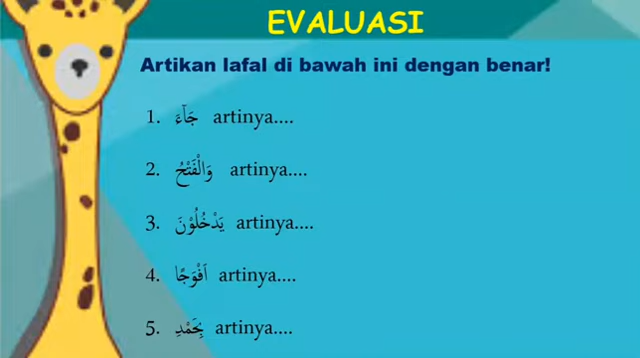 EVALUASI
Artikan lafal di bawah ini dengan benar!
1. جَآءَ artinya....
2. وَالْفَتْحُ artinya....
3. يَدْخُلُوْنَ artinya....
4. اَفْوَجًا artinya....
5. بِحَمْدِ artinya....